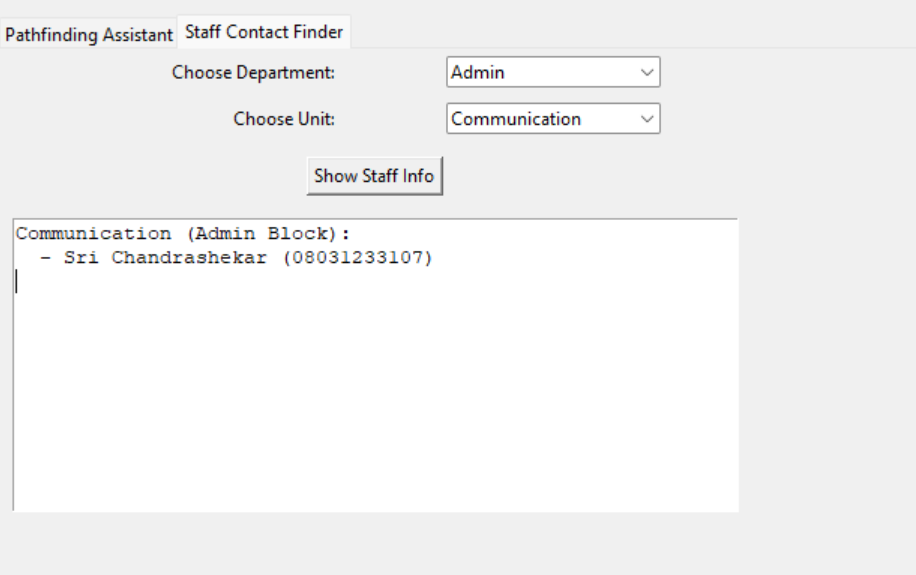 Pathfinding Assistant Staff Contact Finder
Choose Department: Admin
Choose Unit: Communication
Show Staff Info
Communication (Admin Block):
- Sri Chandrashekar (08031233107)